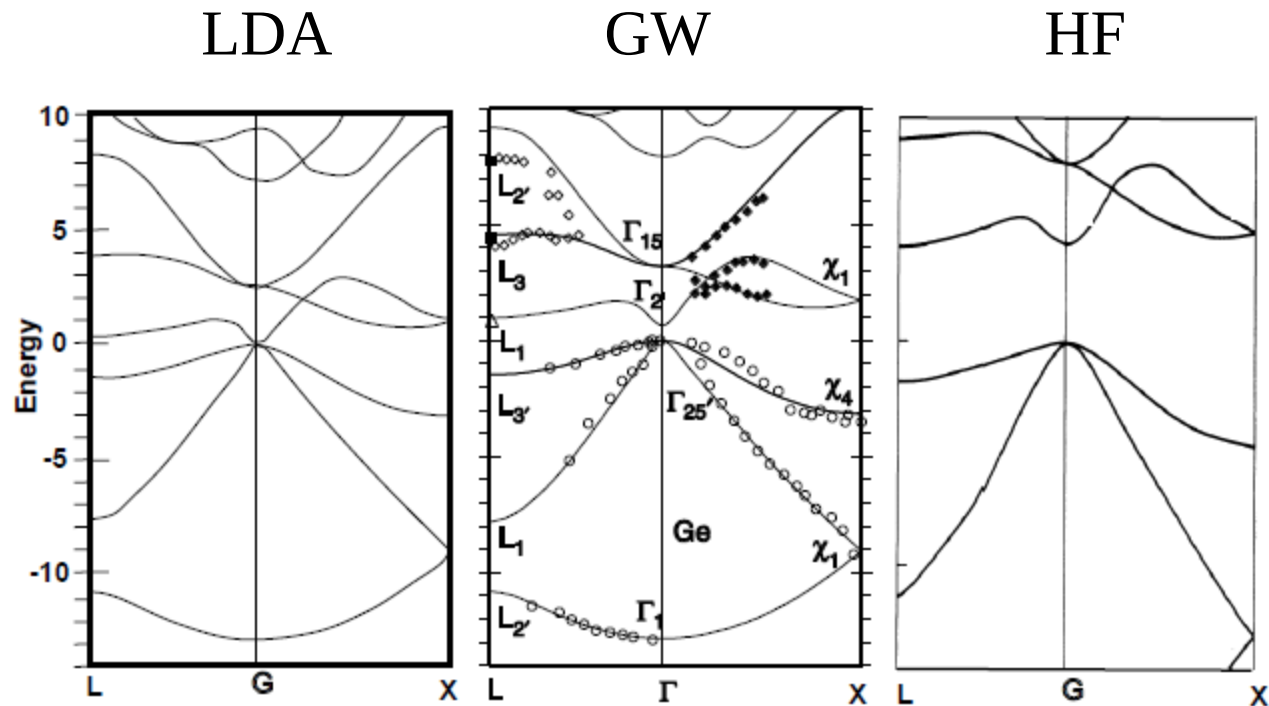 LDA GW HF
10
5
0
-5
-10
Energy
L G X
L₂′
L₃
L₁
L₃′
L₁
L₂′
Γ₁₅
Γ₂′
Γ₂₅′
Γ₁
χ₁
χ₄
χ₁
Ge
L Γ X
L G X